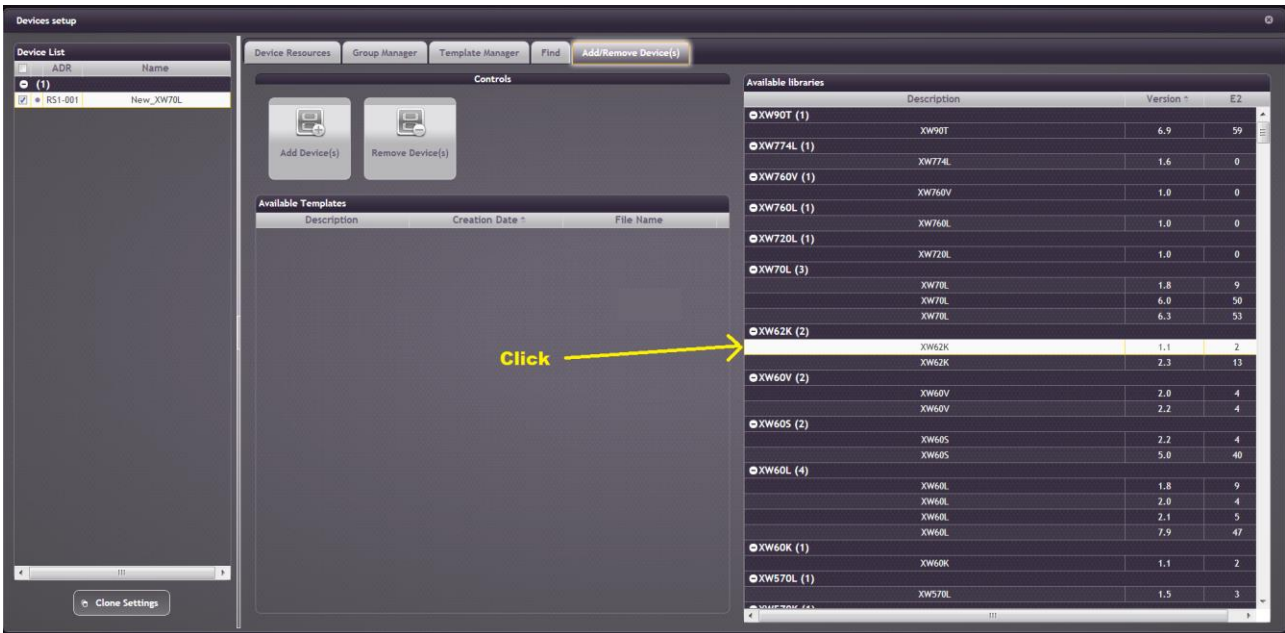 Devices setup
Device List
ADR Name
(1)
RS1-001 New_XW70L
Clone Settings
Device Resources Group Manager Template Manager Find Add/Remove Device(s)
Controls
Add Device(s) Remove Device(s)
Available Templates
Description Creation Date File Name
Click
Available libraries
Description Version E2
XW90T (1)
XW90T 6.9 59
XW774L (1)
XW774L 1.6 0
XW760V (1)
XW760V 1.0 0
XW760L (1)
XW760L 1.0 0
XW720L (1)
XW720L 1.0 0
XW70L (3)
XW70L 1.8 9
XW70L 6.0 50
XW70L 6.3 53
XW62K (2)
XW62K 1.1 2
XW62K 2.3 13
XW60V (2)
XW60V 2.0 4
XW60V 2.2 4
XW60S (2)
XW60S 2.2 4
XW60S 5.0 40
XW60L (4)
XW60L 1.8 9
XW60L 2.0 4
XW60L 2.1 5
XW60L 7.9 47
XW60K (1)
XW60K 1.1 2
XW570L (1)
XW570L 1.5 3